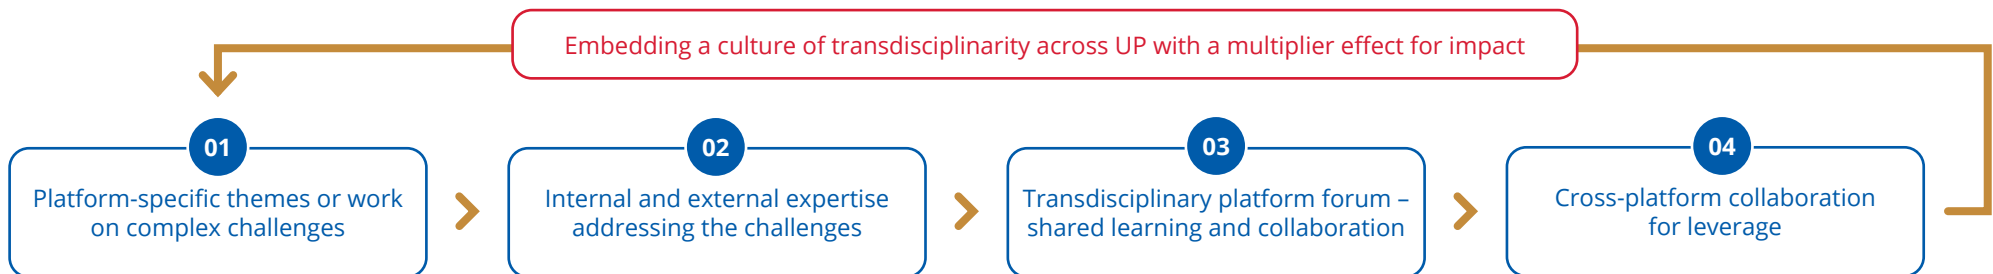 Embedding a culture of transdisciplinarity across UP with a multiplier effect for impact
01
Platform-specific themes or work
on complex challenges
02
Internal and external expertise
addressing the challenges
03
Transdisciplinary platform forum –
shared learning and collaboration
04
Cross-platform collaboration
for leverage